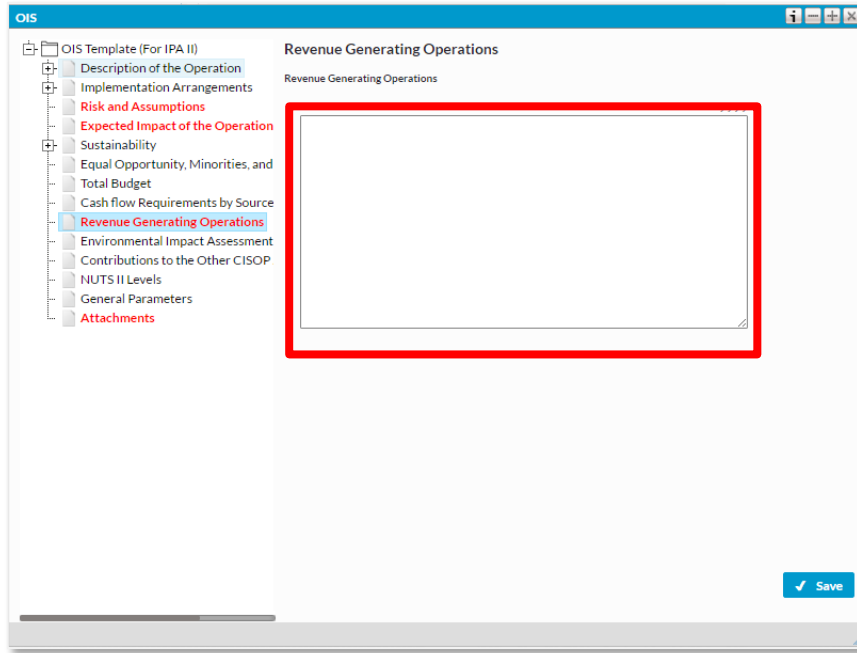 OIS
OIS Template (For IPA II)
Description of the Operation
Implementation Arrangements
Risk and Assumptions
Expected Impact of the Operation
Sustainability
Equal Opportunity, Minorities, and
Total Budget
Cash flow Requirements by Source
Revenue Generating Operations
Environmental Impact Assessment
Contributions to the Other CISOP
NUTS II Levels
General Parameters
Attachments
Revenue Generating Operations
Revenue Generating Operations
Save